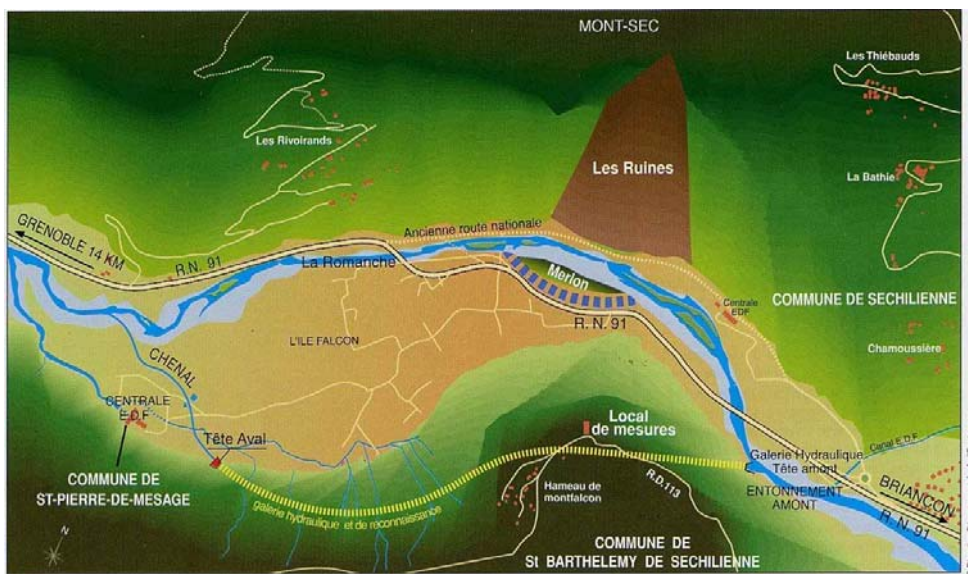 MONT-SEC
Les Thiébauds
Les Rivoirands
Les Ruines
La Bathie
Ancienne route nationale
GRENOBLE 14 KM
R.N. 91
La Romanche
Merlon
Centrale
EDF
COMMUNE DE SECHILIENNE
R. N. 91
L'ILE FALCON
Chamoussière
CHENAL
CENTRALE
E.D.F
Local
de mesures
Tête Aval
Canal E.D.F
Galerie Hydraulique
Tête amont
COMMUNE DE
ST-PIERRE-DE-MESAGE
R.D.113
Hameau de
montfalcon
ENTONNEMENT
AMONT
BRIANCON
R. N. 91
galerie hydraulique et de reconnaissance
N
COMMUNE DE
St BARTHELEMY DE SECHILIENNE